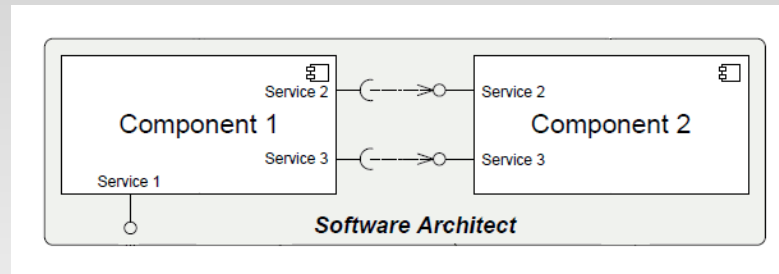 Service 2
Service 2
Component 1
Component 2
Service 3
Service 3
Service 1
Software Architect